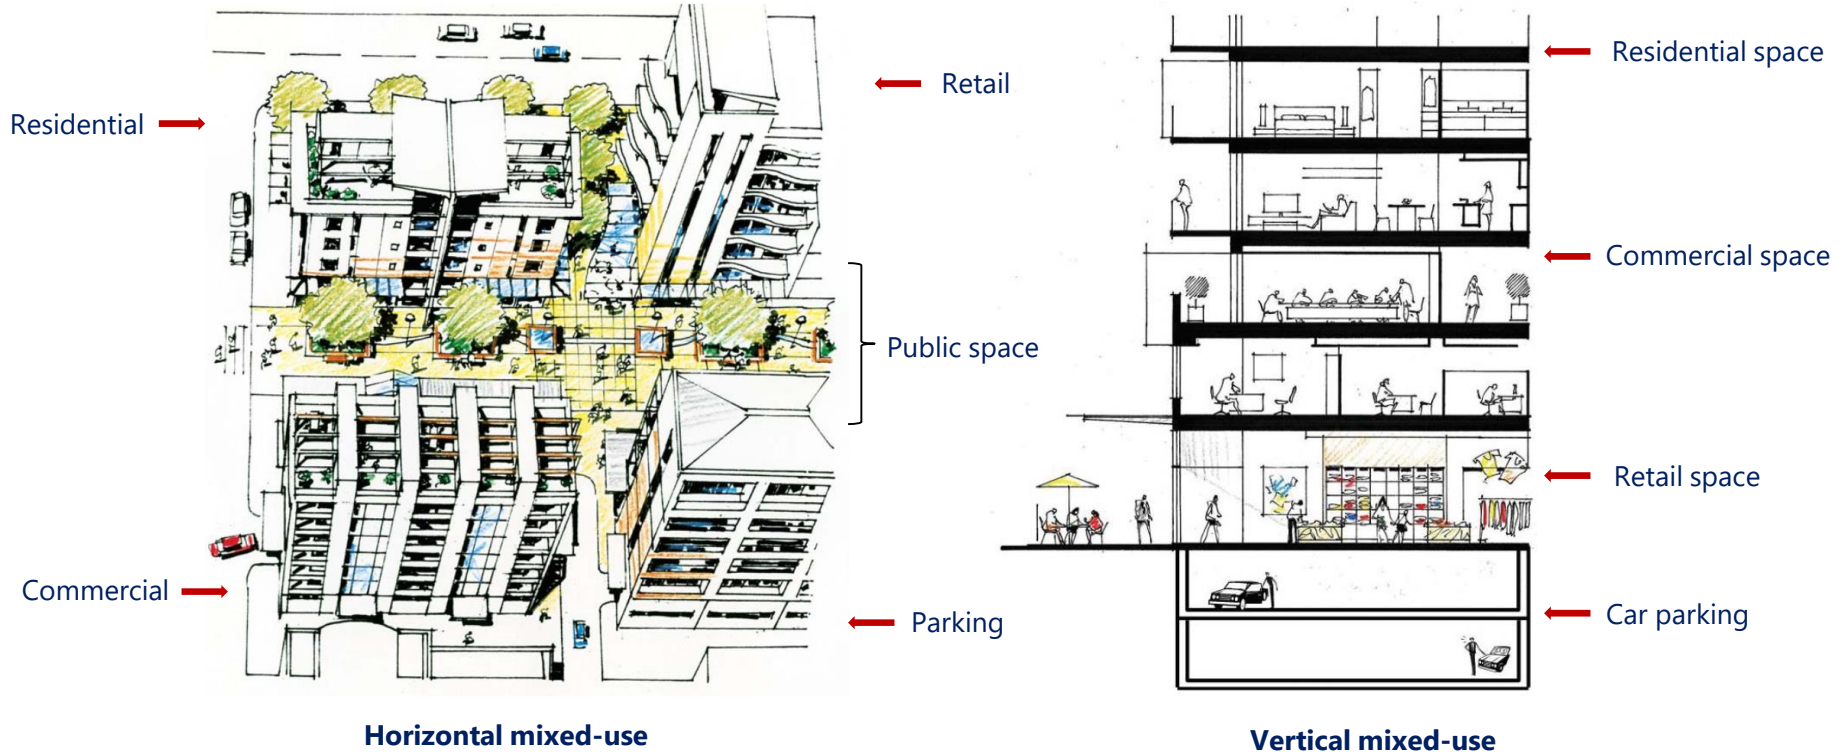 Residential
Retail
Public space
Commercial
Parking
Horizontal mixed-use
Residential space
Commercial space
Retail space
Car parking
Vertical mixed-use